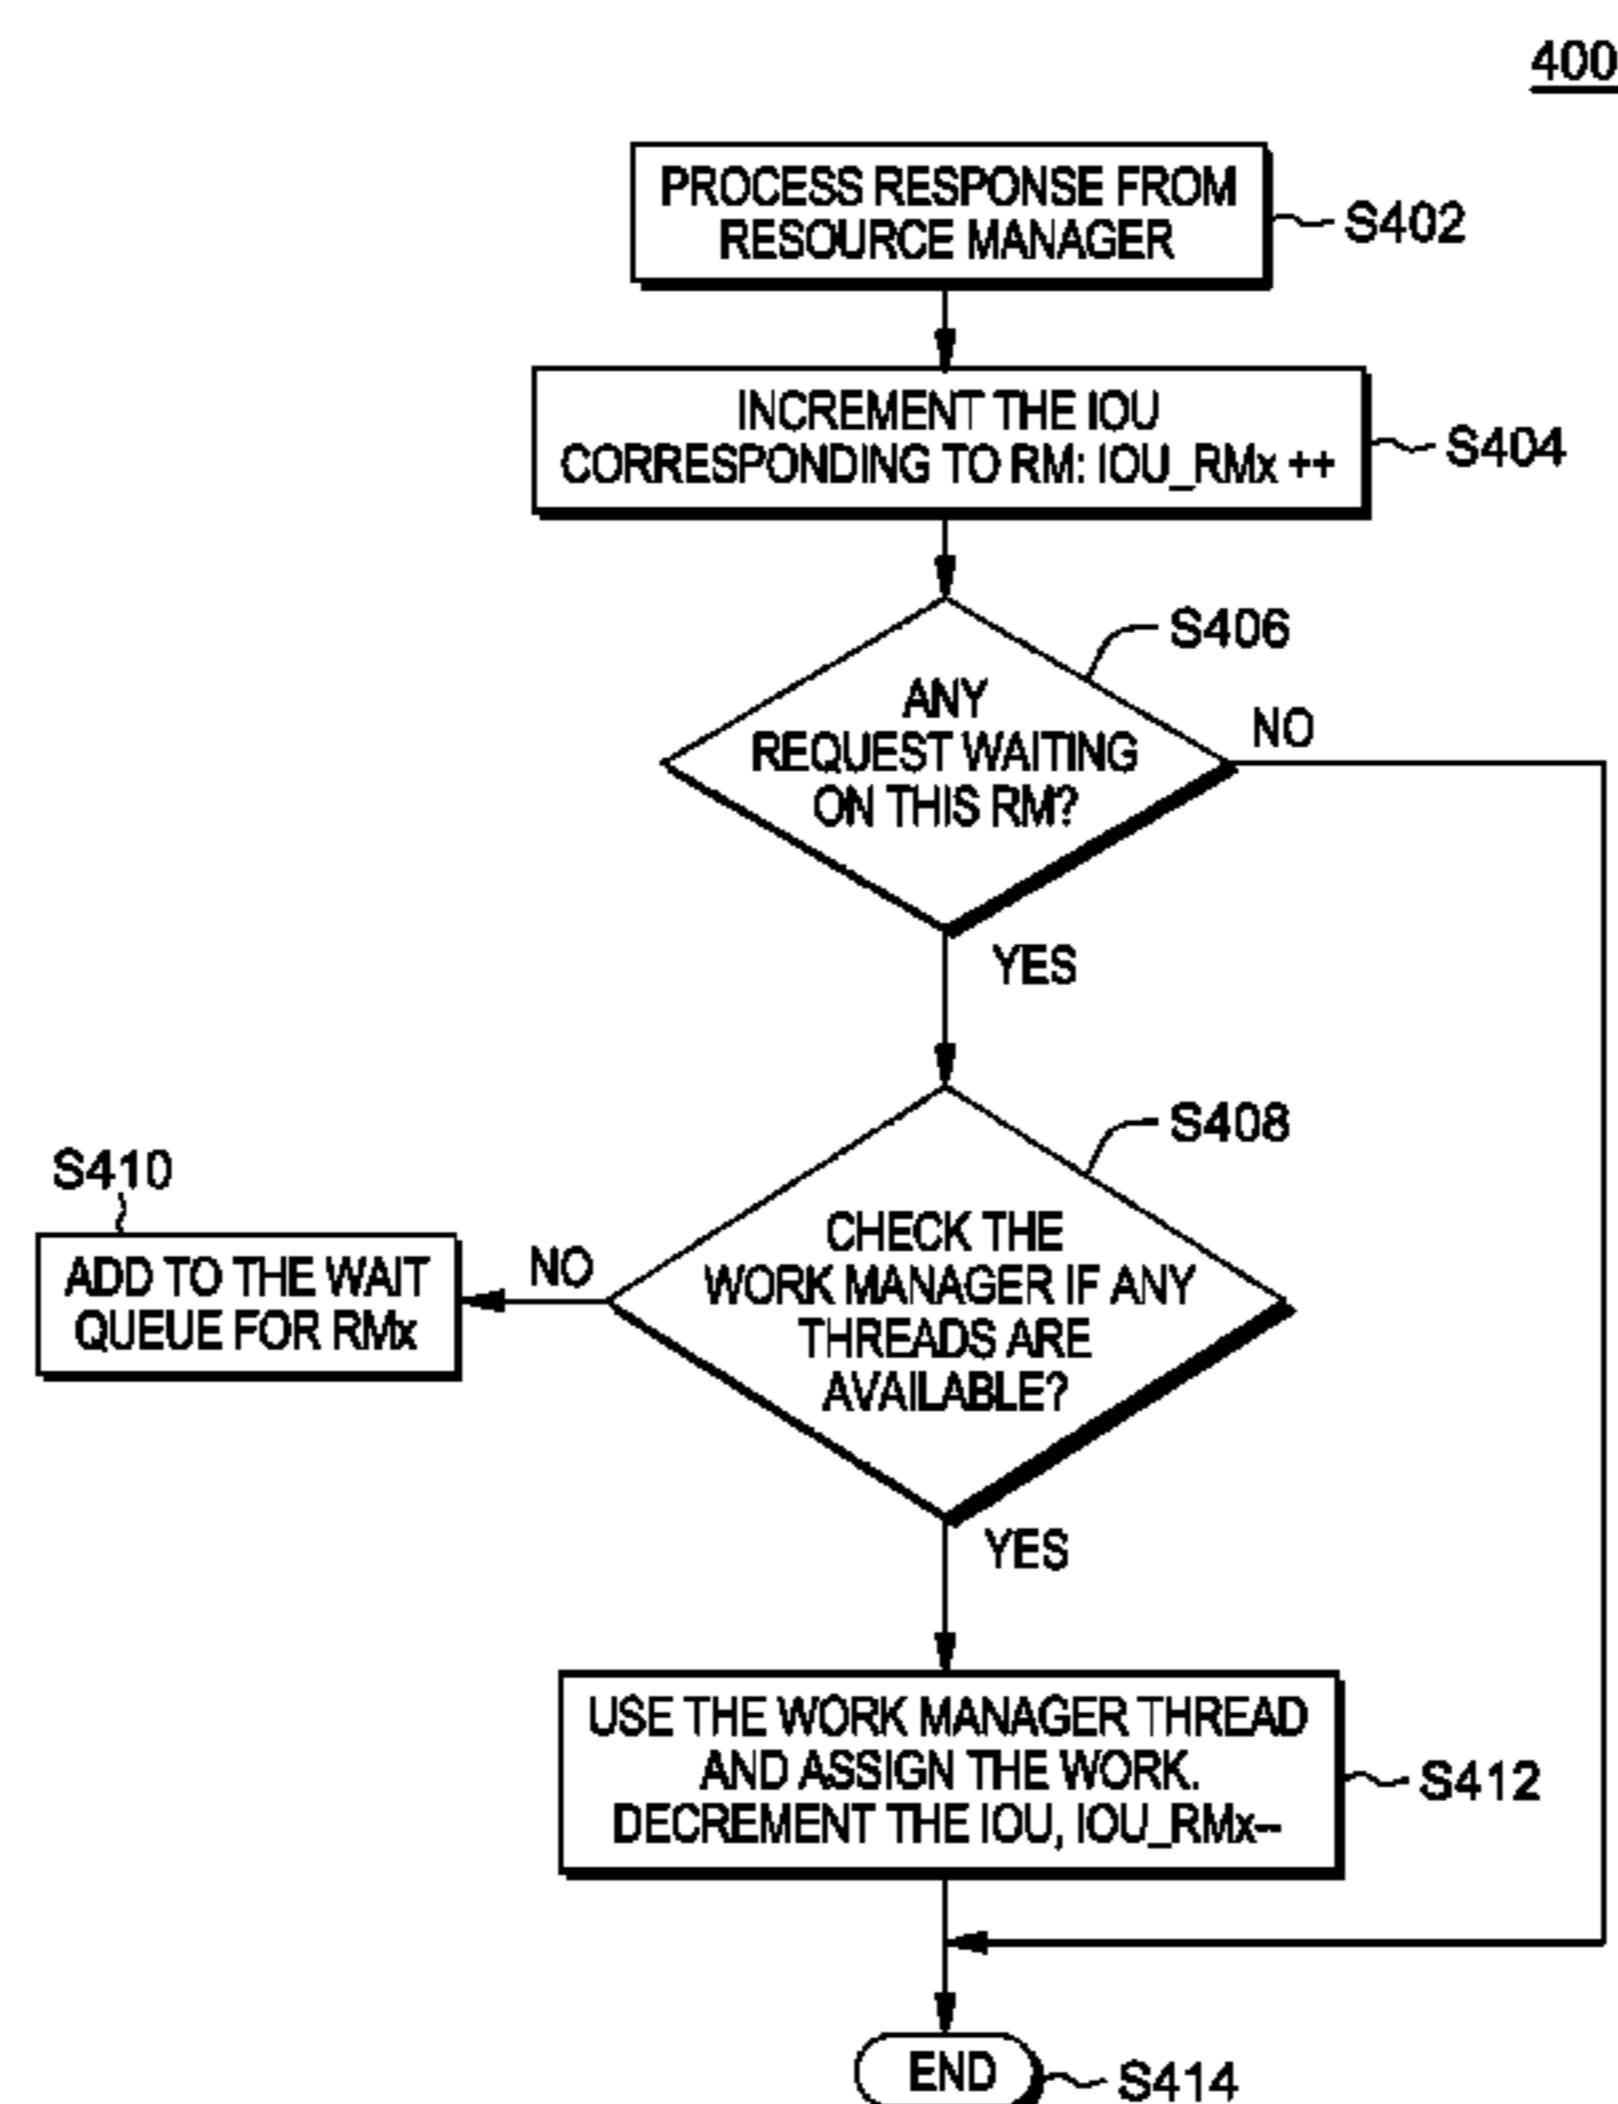 400
PROCESS RESPONSE FROM
RESOURCE MANAGER
S402
INCREMENT THE IOU
CORRESPONDING TO RM: IOU_RMx ++
S404
S406
ANY
REQUEST WAITING
ON THIS RM?
NO
YES
S408
CHECK THE
WORK MANAGER IF ANY
THREADS ARE
AVAILABLE?
NO
S410
ADD TO THE WAIT
QUEUE FOR RMx
YES
USE THE WORK MANAGER THREAD
AND ASSIGN THE WORK.
DECREMENT THE IOU, IOU_RMx--
S412
END
S414